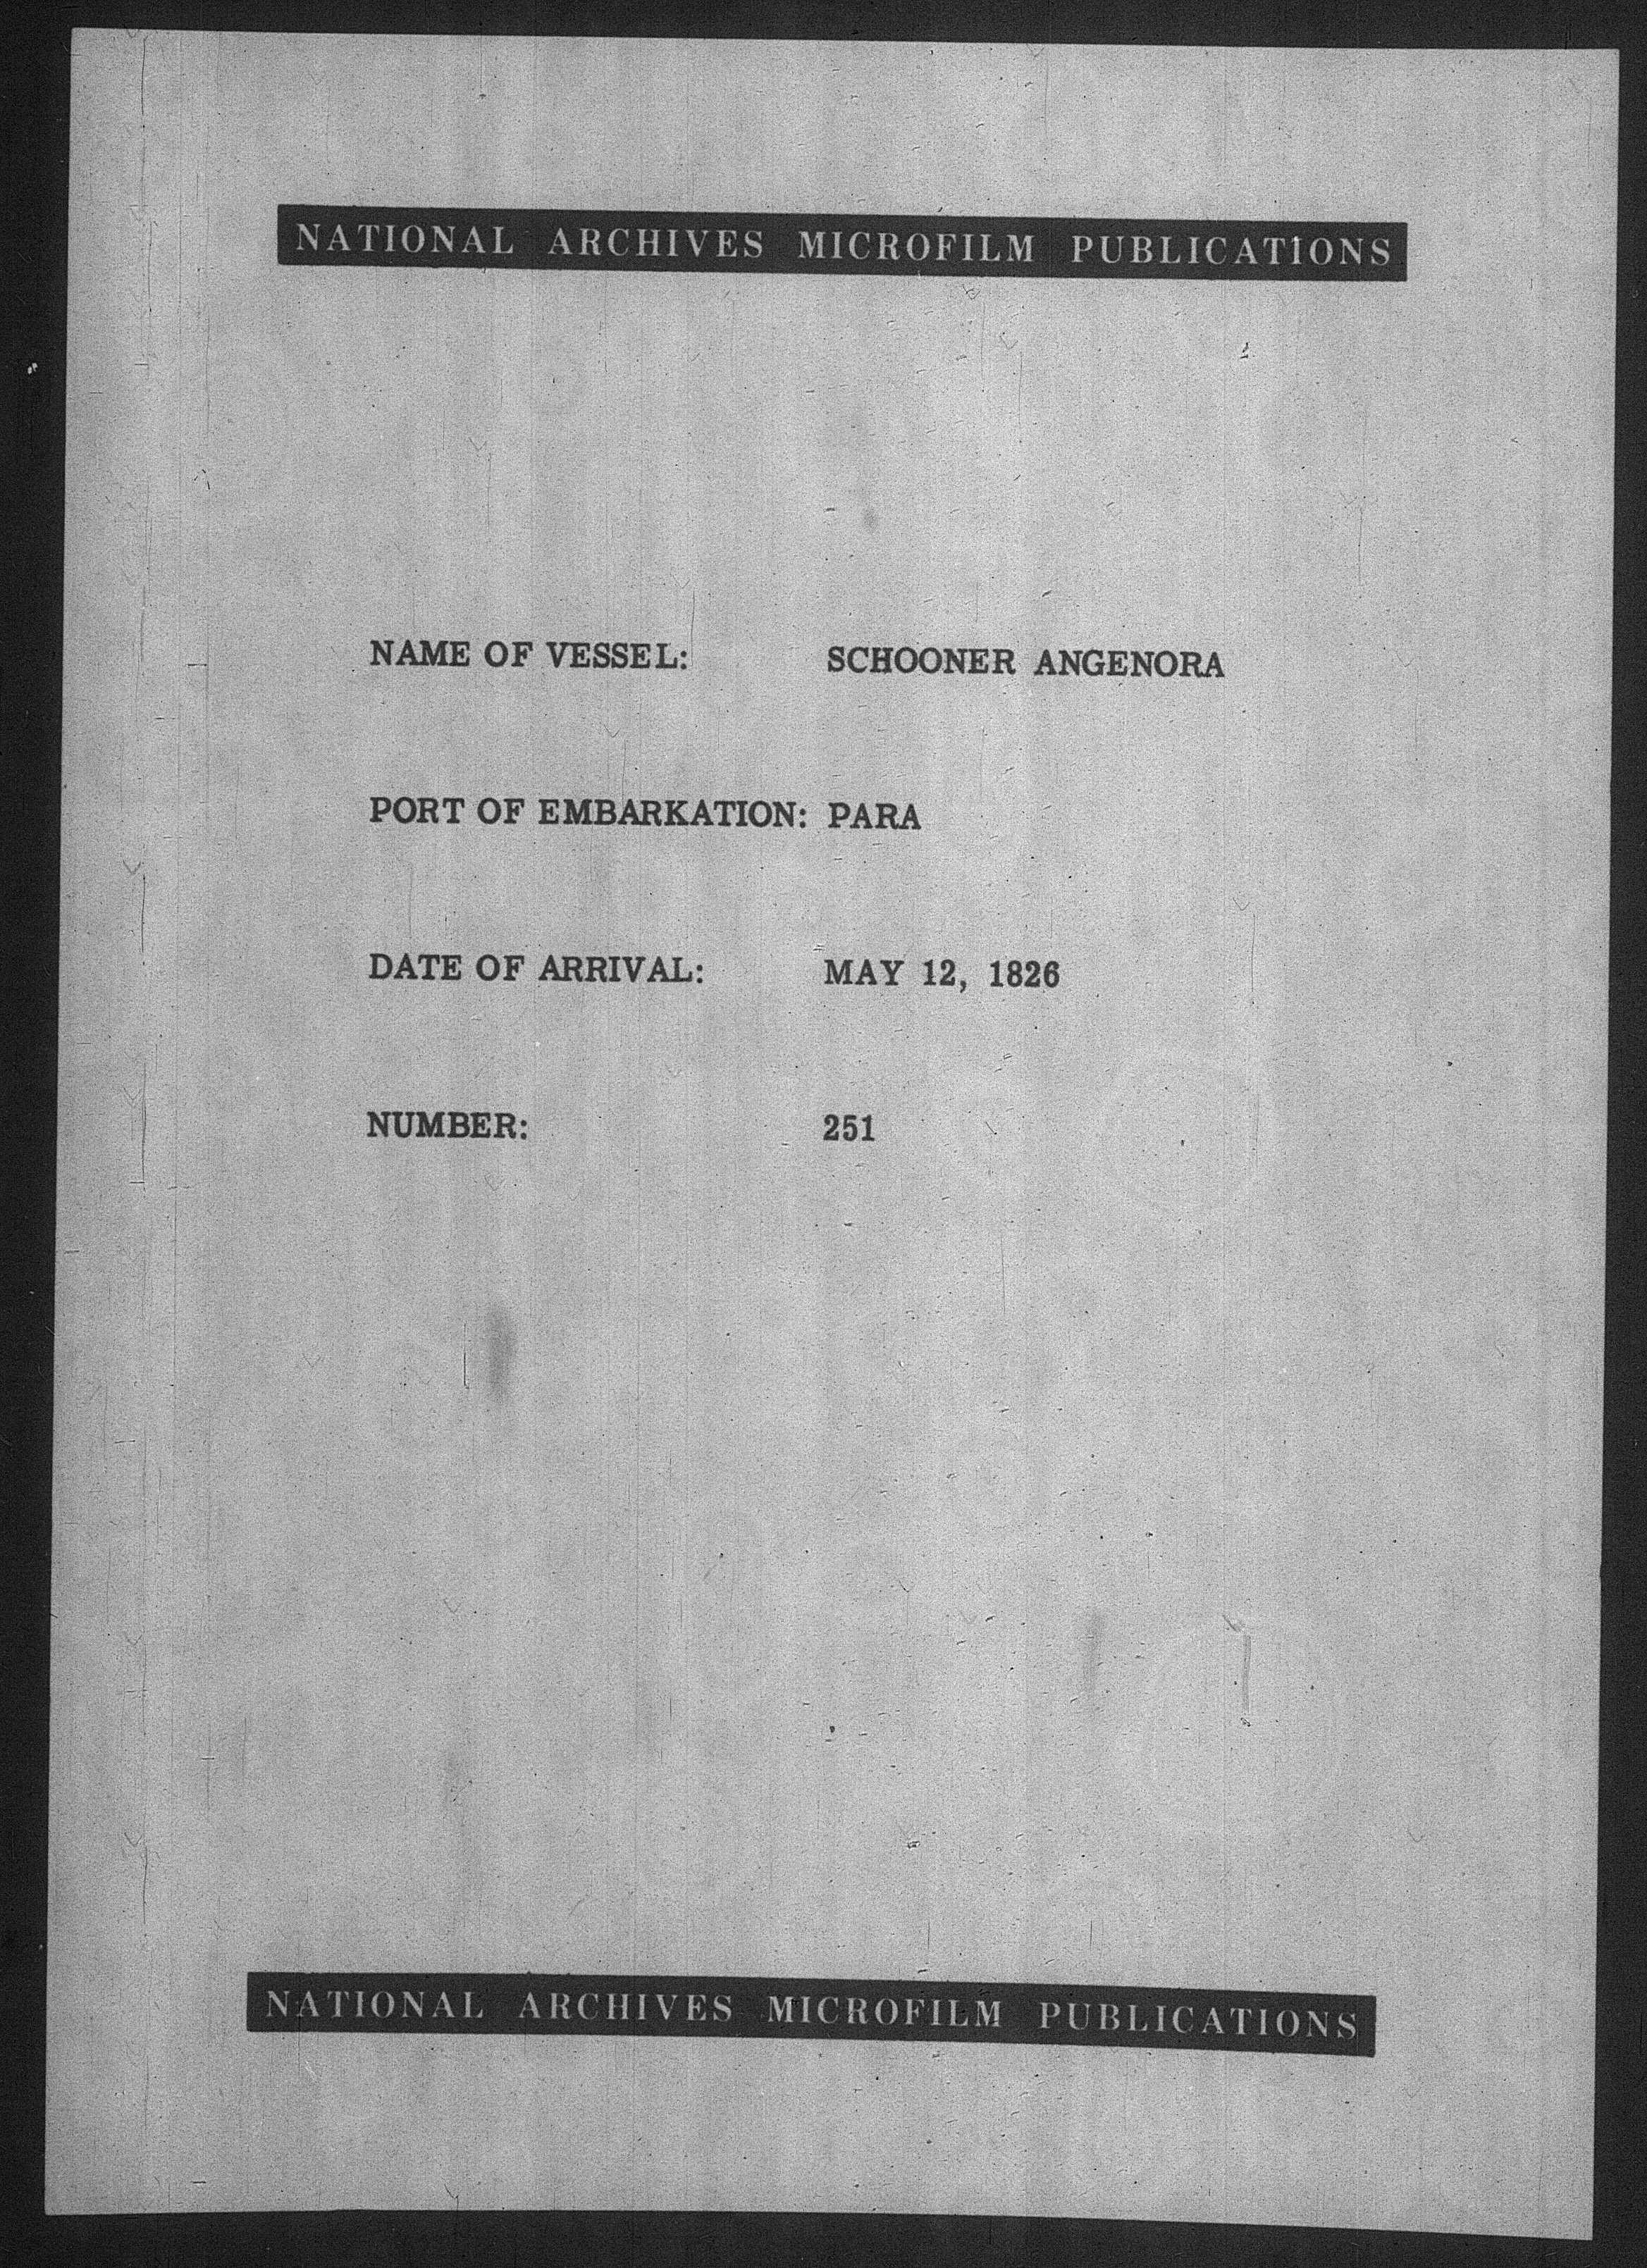 NATIONAL ARCHIVES MICROFILM PUBLICATIONS
NAME OF VESSEL: SCHOONER ANGENORA
PORT OF EMBARKATION: PARA
DATE OF ARRIVAL: MAY 12, 1826
NUMBER: 251
NATIONAL ARCHIVES MICROFILM PUBLICATIONS